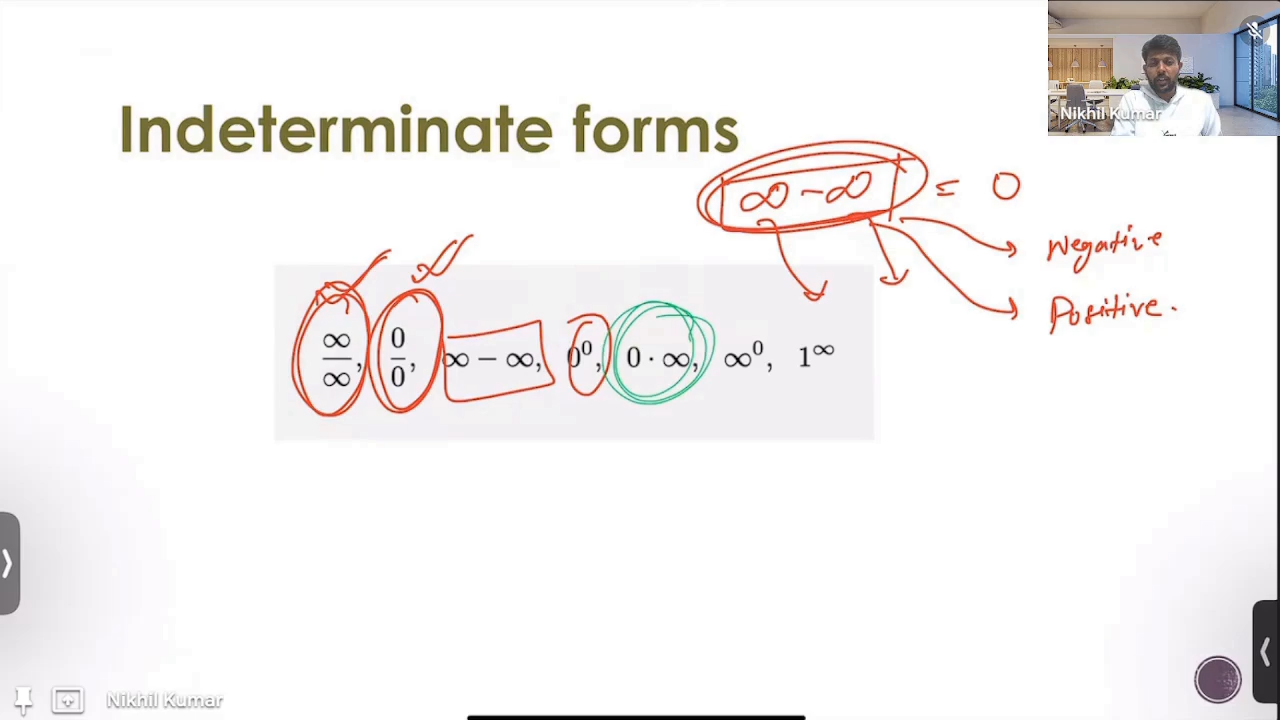 Nikhil Kumar
Indeterminate forms
∞ - ∞ = 0
Negative
Positive.
∞/∞, 0/0, ∞ − ∞, 0⁰, 0 · ∞, ∞⁰, 1^∞
Nikhil Kumar